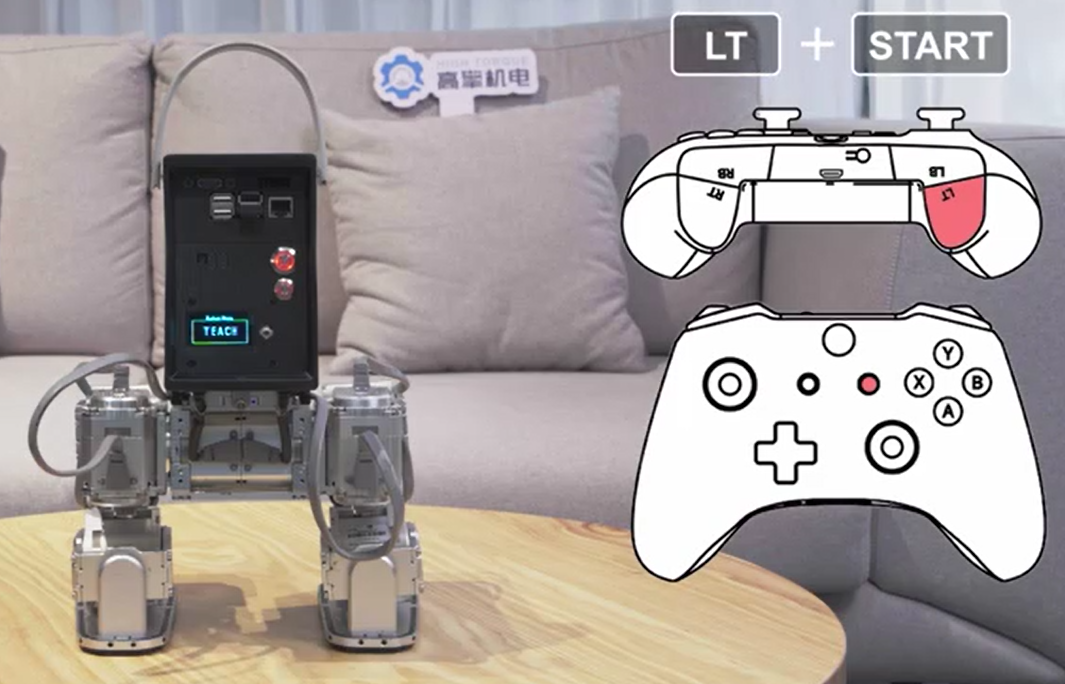 LT + START
HIGH TORQUE
高擎机电
RB
LB
RT
LT
TEACH
Y
X
B
A